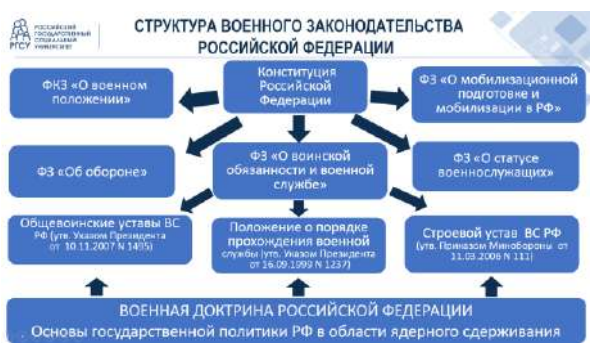 РОССИЙСКИЙ
ГОСУДАРСТВЕННЫЙ
СОЦИАЛЬНЫЙ
УНИВЕРСИТЕТ
РГСУ
СТРУКТУРА ВОЕННОГО ЗАКОНОДАТЕЛЬСТВА
РОССИЙСКОЙ ФЕДЕРАЦИИ
ФКЗ «О военном
положении»
Конституция
Российской
Федерации
ФЗ «О мобилизационной
подготовке и
мобилизации в РФ»
ФЗ «Об обороне»
ФЗ «О воинской
обязанности и военной
службе»
ФЗ «О статусе
военнослужащих»
Общевоинские уставы ВС
РФ (утв. Указом Президента
от 10.11.2007 N 1495)
Положение о порядке
прохождения военной
службы (утв. Указом Президента
от 16.09.1999 N 1237)
Строевой устав ВС РФ
(утв. Приказом Минобороны от
11.03.2006 N 111)
ВОЕННАЯ ДОКТРИНА РОССИЙСКОЙ ФЕДЕРАЦИИ
Основы государственной политики РФ в области ядерного сдерживания